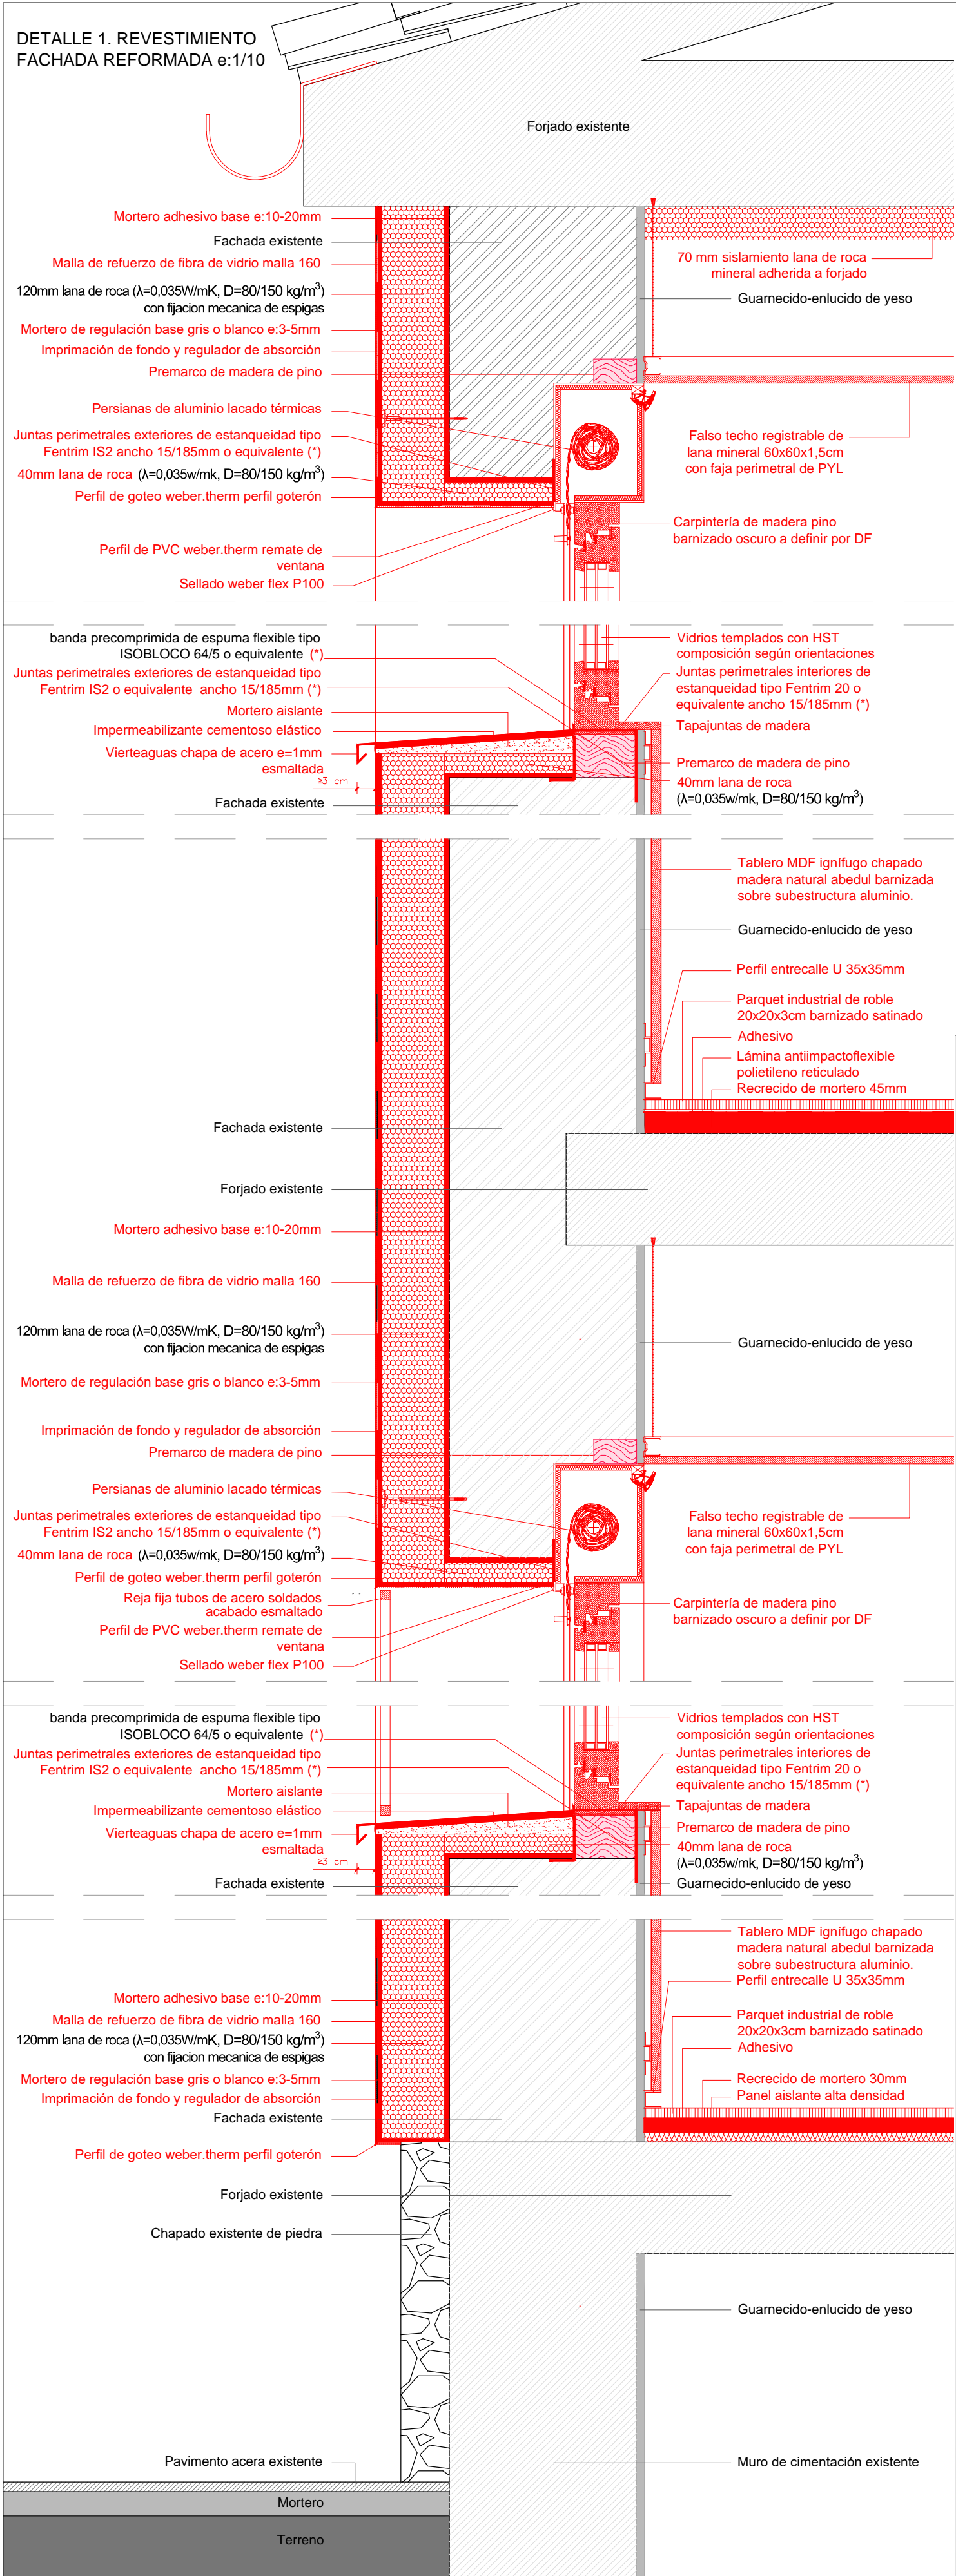 DETALLE 1. REVESTIMIENTO
FACHADA REFORMADA e:1/10
Forjado existente
Mortero adhesivo base e:10-20mm
Fachada existente
Malla de refuerzo de fibra de vidrio malla 160
120mm lana de roca (λ=0,035W/mK, D=80/150 kg/m³)
con fijacion mecanica de espigas
Mortero de regulación base gris o blanco e:3-5mm
Imprimación de fondo y regulador de absorción
Premarco de madera de pino
Persianas de aluminio lacado térmicas
Juntas perimetrales exteriores de estanqueidad tipo
Fentrim IS2 ancho 15/185mm o equivalente (*)
40mm lana de roca (λ=0,035w/mk, D=80/150 kg/m³)
Perfil de goteo weber.therm perfil goterón
Perfil de PVC weber.therm remate de
ventana
Sellado weber flex P100
70 mm sislamiento lana de roca
mineral adherida a forjado
Guarnecido-enlucido de yeso
Falso techo registrable de
lana mineral 60x60x1,5cm
con faja perimetral de PYL
Carpintería de madera pino
barnizado oscuro a definir por DF
banda precomprimida de espuma flexible tipo
ISOBLOCO 64/5 o equivalente (*)
Juntas perimetrales exteriores de estanqueidad tipo
Fentrim IS2 o equivalente ancho 15/185mm (*)
Mortero aislante
Impermeabilizante cementoso elástico
Vierteaguas chapa de acero e=1mm
esmaltada
≥3 cm
Fachada existente
Vidrios templados con HST
composición según orientaciones
Juntas perimetrales interiores de
estanqueidad tipo Fentrim 20 o
equivalente ancho 15/185mm (*)
Tapajuntas de madera
Premarco de madera de pino
40mm lana de roca
(λ=0,035w/mk, D=80/150 kg/m³)
Tablero MDF ignífugo chapado
madera natural abedul barnizada
sobre subestructura aluminio.
Guarnecido-enlucido de yeso
Perfil entrecalle U 35x35mm
Parquet industrial de roble
20x20x3cm barnizado satinado
Adhesivo
Lámina antiimpactoflexible
polietileno reticulado
Recrecido de mortero 45mm
Fachada existente
Forjado existente
Mortero adhesivo base e:10-20mm
Malla de refuerzo de fibra de vidrio malla 160
120mm lana de roca (λ=0,035W/mK, D=80/150 kg/m³)
con fijacion mecanica de espigas
Mortero de regulación base gris o blanco e:3-5mm
Imprimación de fondo y regulador de absorción
Premarco de madera de pino
Persianas de aluminio lacado térmicas
Juntas perimetrales exteriores de estanqueidad tipo
Fentrim IS2 ancho 15/185mm o equivalente (*)
40mm lana de roca (λ=0,035w/mk, D=80/150 kg/m³)
Perfil de goteo weber.therm perfil goterón
Reja fija tubos de acero soldados
acabado esmaltado
Perfil de PVC weber.therm remate de
ventana
Sellado weber flex P100
Guarnecido-enlucido de yeso
Falso techo registrable de
lana mineral 60x60x1,5cm
con faja perimetral de PYL
Carpintería de madera pino
barnizado oscuro a definir por DF
banda precomprimida de espuma flexible tipo
ISOBLOCO 64/5 o equivalente (*)
Juntas perimetrales exteriores de estanqueidad tipo
Fentrim IS2 o equivalente ancho 15/185mm (*)
Mortero aislante
Impermeabilizante cementoso elástico
Vierteaguas chapa de acero e=1mm
esmaltada
≥3 cm
Fachada existente
Vidrios templados con HST
composición según orientaciones
Juntas perimetrales interiores de
estanqueidad tipo Fentrim 20 o
equivalente ancho 15/185mm (*)
Tapajuntas de madera
Premarco de madera de pino
40mm lana de roca
(λ=0,035w/mk, D=80/150 kg/m³)
Guarnecido-enlucido de yeso
Mortero adhesivo base e:10-20mm
Malla de refuerzo de fibra de vidrio malla 160
120mm lana de roca (λ=0,035W/mK, D=80/150 kg/m³)
con fijacion mecanica de espigas
Mortero de regulación base gris o blanco e:3-5mm
Imprimación de fondo y regulador de absorción
Fachada existente
Perfil de goteo weber.therm perfil goterón
Tablero MDF ignífugo chapado
madera natural abedul barnizada
sobre subestructura aluminio.
Perfil entrecalle U 35x35mm
Parquet industrial de roble
20x20x3cm barnizado satinado
Adhesivo
Recrecido de mortero 30mm
Panel aislante alta densidad
Forjado existente
Chapado existente de piedra
Guarnecido-enlucido de yeso
Pavimento acera existente
Muro de cimentación existente
Mortero
Terreno